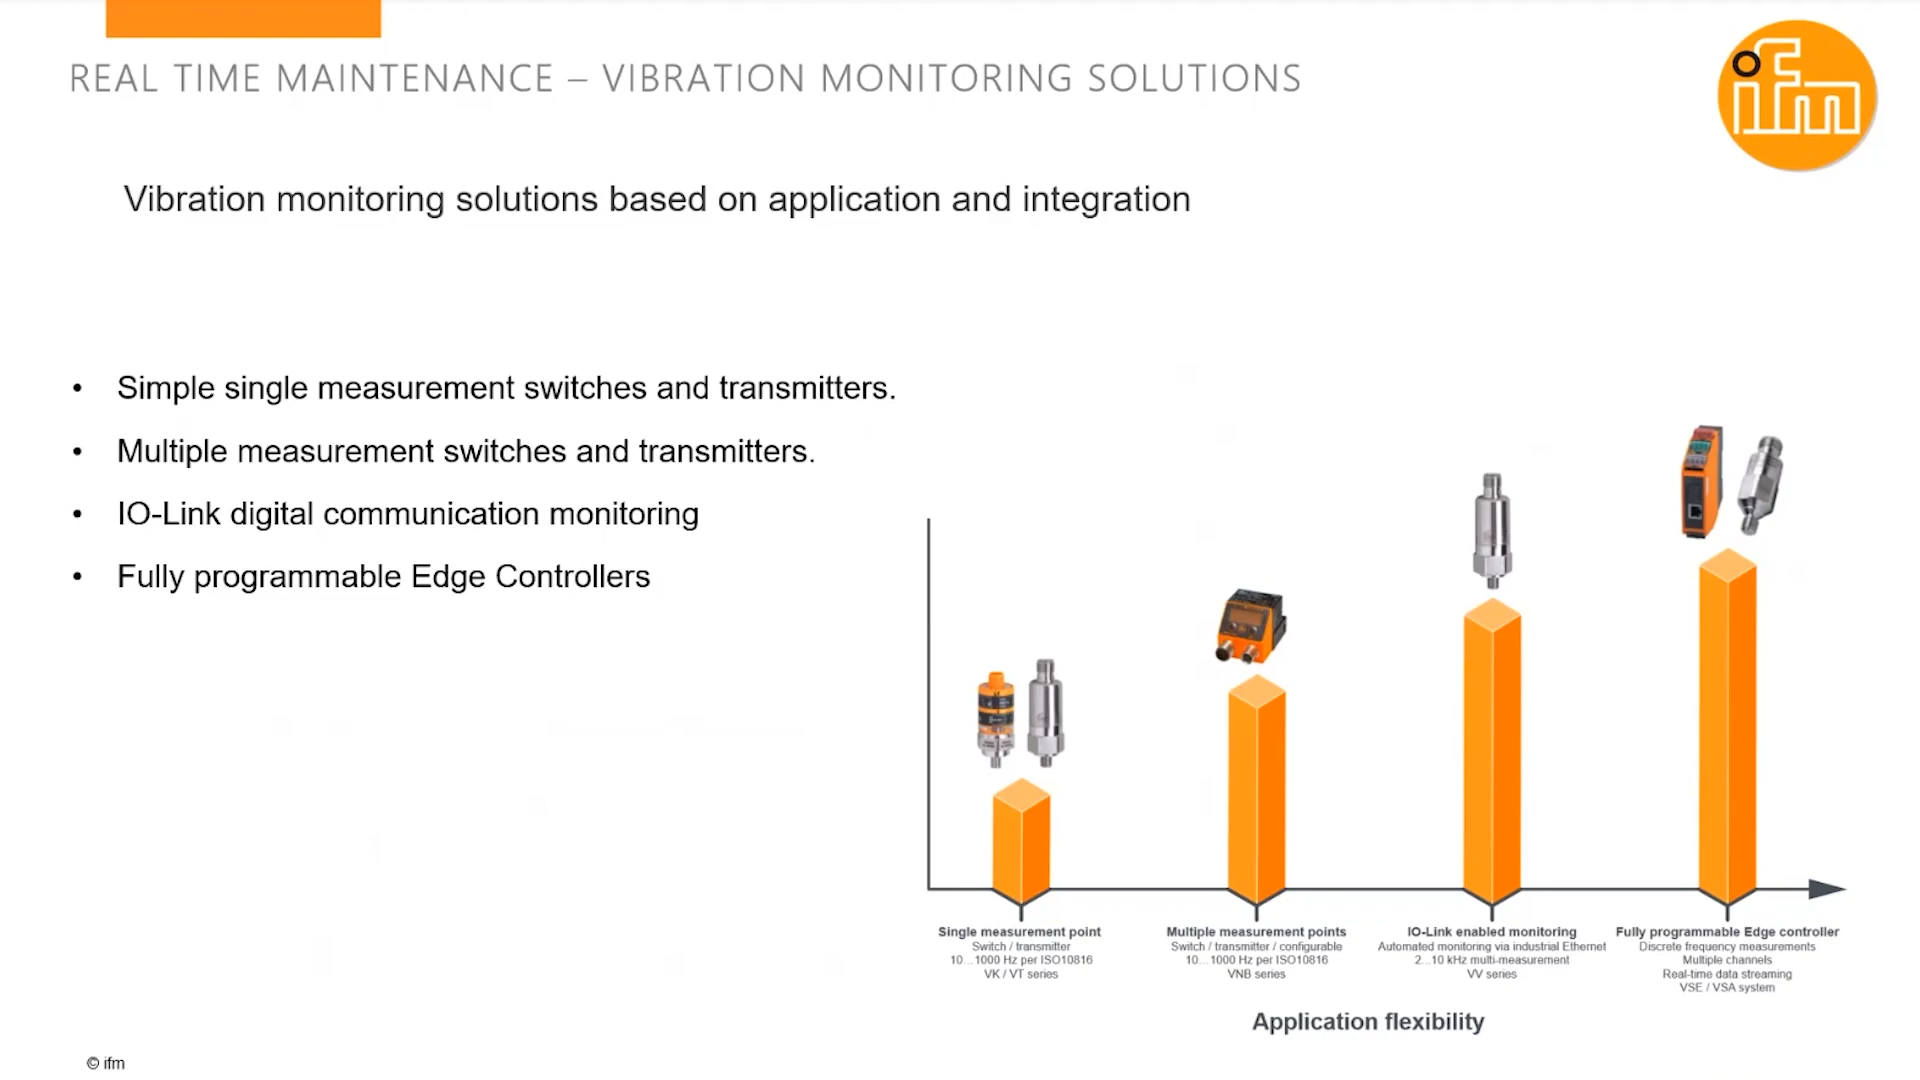 REAL TIME MAINTENANCE – VIBRATION MONITORING SOLUTIONS
ifm
Vibration monitoring solutions based on application and integration
• Simple single measurement switches and transmitters.
• Multiple measurement switches and transmitters.
• IO-Link digital communication monitoring
• Fully programmable Edge Controllers
Single measurement point
Switch / transmitter
10...1000 Hz per ISO10816
VK / VT series
Multiple measurement points
Switch / transmitter / configurable
10...1000 Hz per ISO10816
VNB series
IO-Link enabled monitoring
Automated monitoring via industrial Ethernet
2...10 kHz multi-measurement
VV series
Fully programmable Edge controller
Discrete frequency measurements
Multiple channels
Real-time data streaming
VSE / VSA system
Application flexibility
© ifm